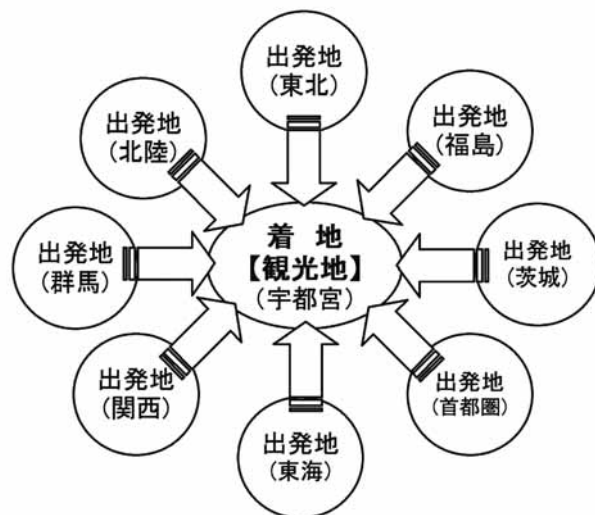 出発地
(東北)
出発地
(北陸)
出発地
(福島)
着 地
【観光地】
(宇都宮)
出発地
(群馬)
出発地
(茨城)
出発地
(関西)
出発地
(首都圏)
出発地
(東海)